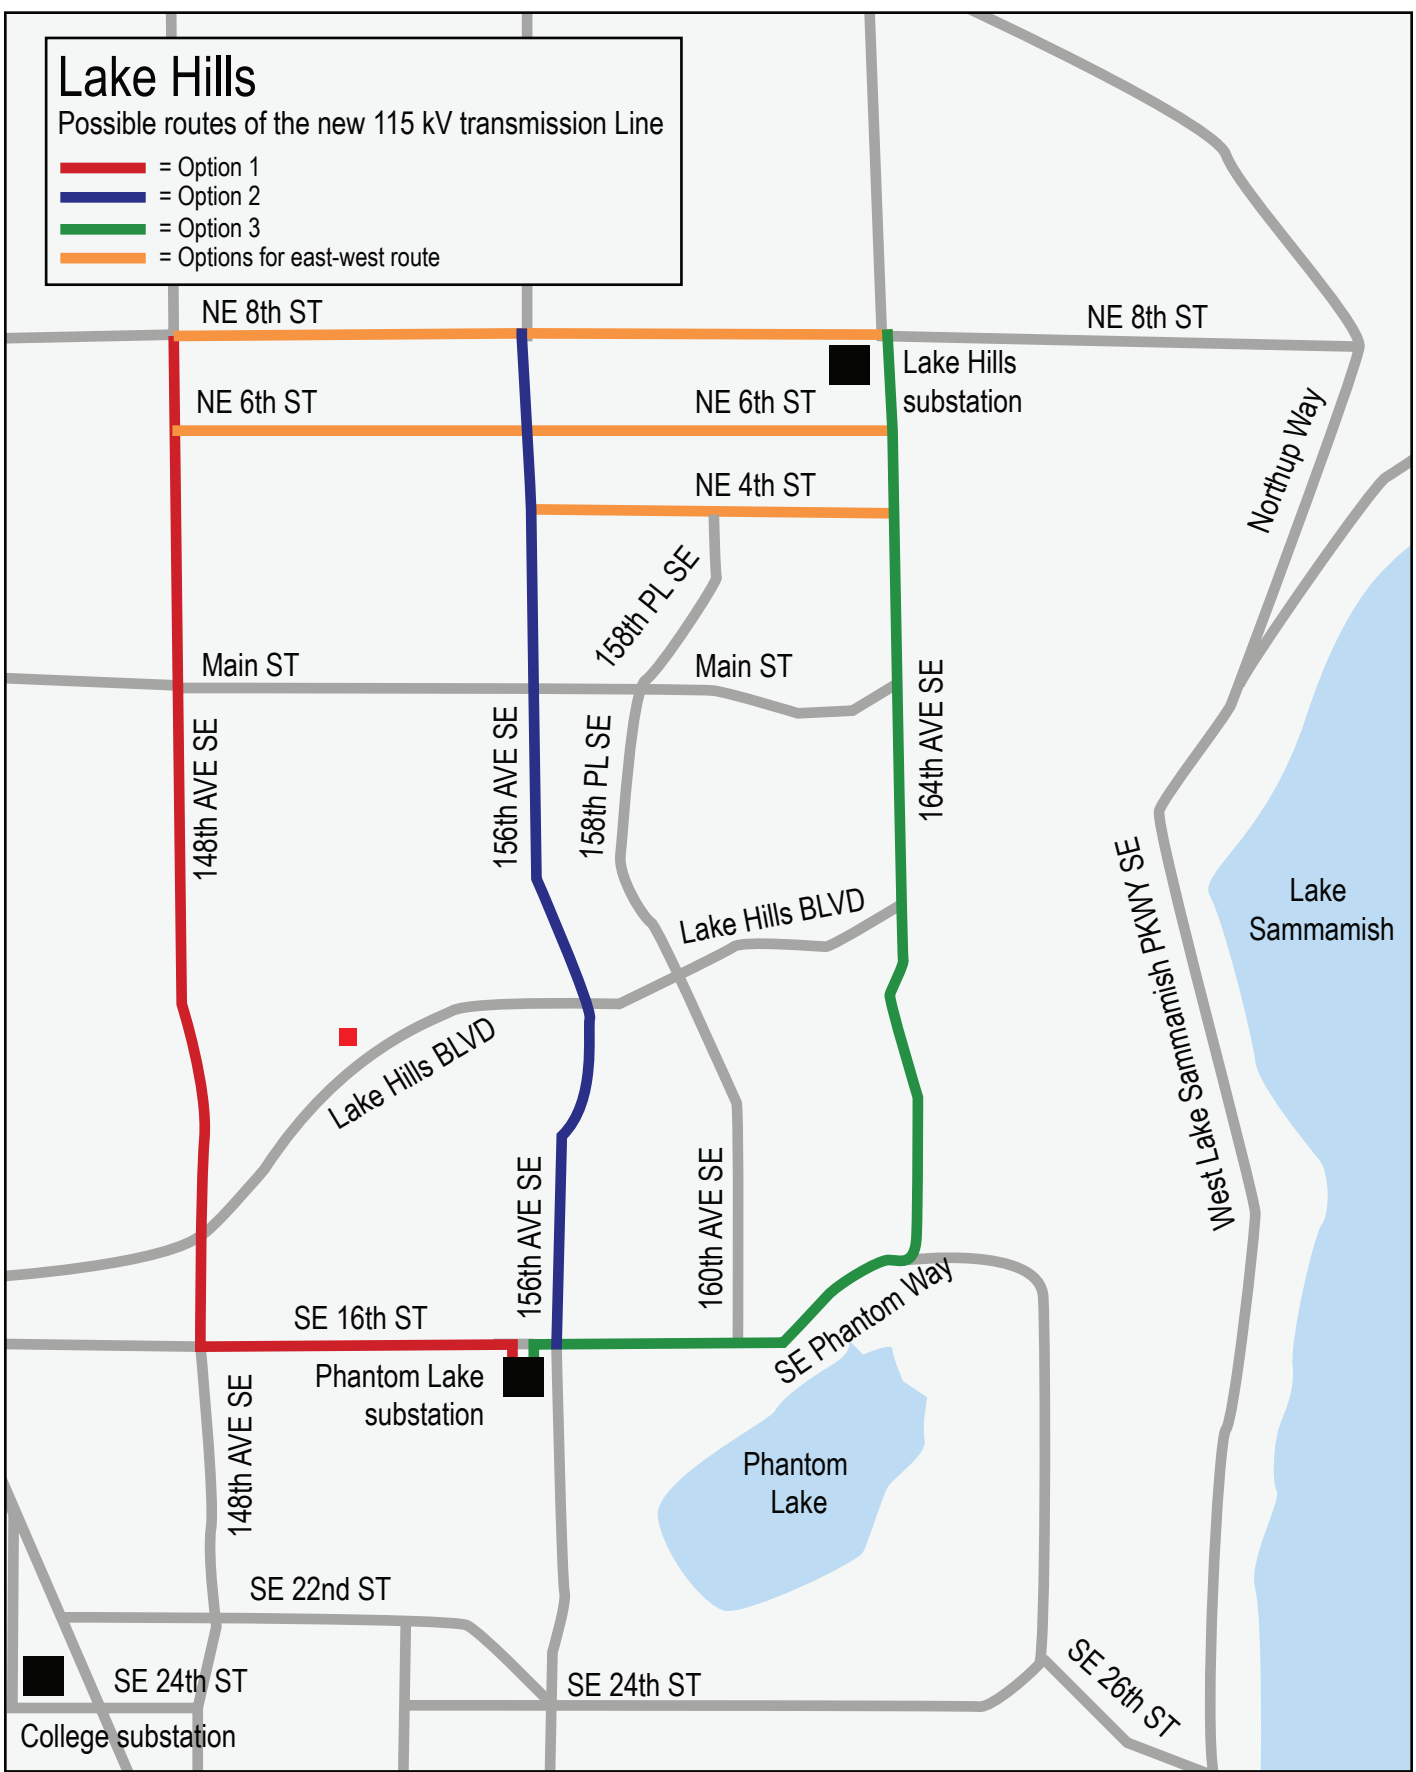 Lake Hills
Possible routes of the new 115 kV transmission Line
= Option 1
= Option 2
= Option 3
= Options for east-west route
NE 8th ST
NE 8th ST
Lake Hills
substation
NE 6th ST
NE 6th ST
Northup Way
NE 4th ST
158th PL SE
Main ST
Main ST
148th AVE SE
156th AVE SE
158th PL SE
164th AVE SE
Lake Hills BLVD
West Lake Sammamish PKWY SE
Lake
Sammamish
Lake Hills BLVD
156th AVE SE
160th AVE SE
SE Phantom Way
SE 16th ST
Phantom Lake
substation
148th AVE SE
Phantom
Lake
SE 22nd ST
SE 24th ST
SE 24th ST
SE 26th ST
College substation